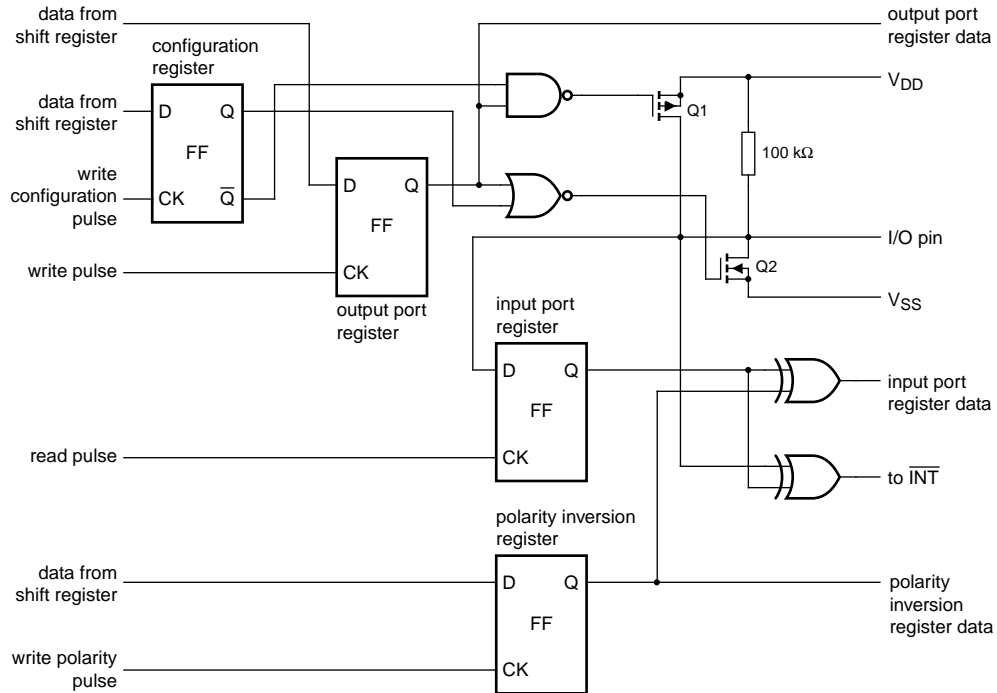 data from
shift register
output port
register data
configuration
register
V_DD
D
Q
Q1
data from
shift register
FF
100 kΩ
write
configuration
pulse
CK
Q̅
D
Q
FF
I/O pin
Q2
write pulse
CK
V_SS
output port
register
input port
register
D
Q
input port
register data
FF
read pulse
CK
to I̅N̅T̅
polarity inversion
register
data from
shift register
D
Q
polarity
inversion
register data
FF
write polarity
pulse
CK